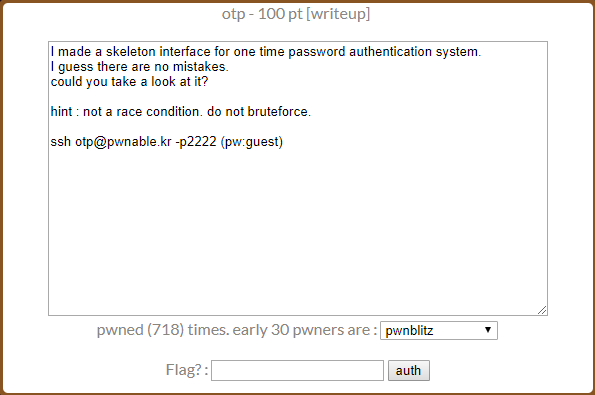 otp - 100 pt [writeup]
I made a skeleton interface for one time password authentication system.
I guess there are no mistakes.
could you take a look at it?
hint : not a race condition. do not bruteforce.
ssh otp@pwnable.kr -p2222 (pw:guest)
pwned (718) times. early 30 pwners are : pwnblitz
Flag? : auth